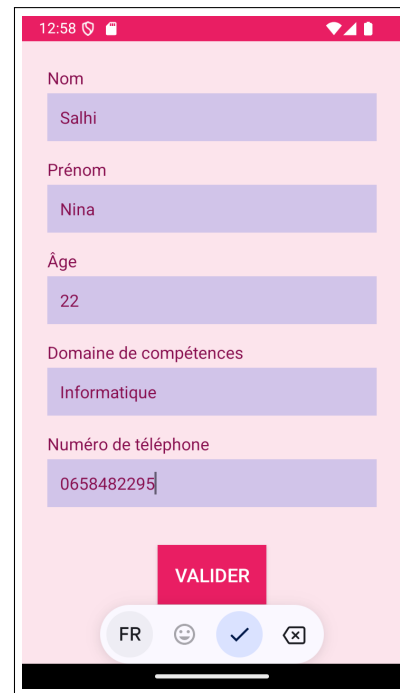 12:58
Nom
Salhi
Prénom
Nina
Âge
22
Domaine de compétences
Informatique
Numéro de téléphone
0658482295
VALIDER
FR